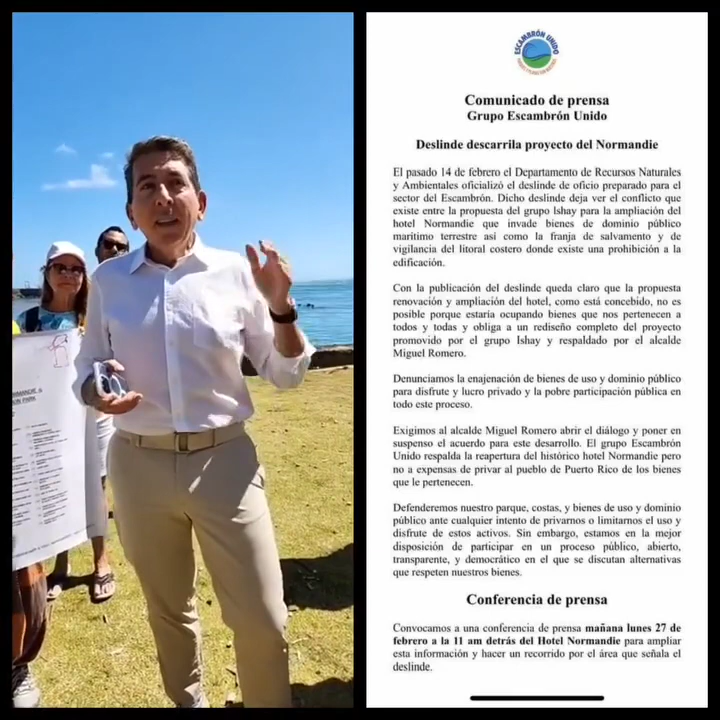 ESCAMBRÓN UNIDO
Comunicado de prensa
Grupo Escambrón Unido
Deslinde descarrila proyecto del Normandie
El pasado 14 de febrero el Departamento de Recursos Naturales
y Ambientales oficializó el deslinde de oficio preparado para el
sector del Escambrón. Dicho deslinde deja ver el conflicto que
existe entre la propuesta del grupo Ishay para la ampliación del
hotel Normandie que invade bienes de dominio público
marítimo terrestre así como la franja de salvamento y de
vigilancia del litoral costero donde existe una prohibición a la
edificación.
Con la publicación del deslinde queda claro que la propuesta
renovación y ampliación del hotel, como está concebido, no es
posible porque estaría ocupando bienes que nos pertenecen a
todos y todas y obliga a un rediseño completo del proyecto
promovido por el grupo Ishay y respaldado por el alcalde
Miguel Romero.
Denunciamos la enajenación de bienes de uso y dominio público
para disfrute y lucro privado y la pobre participación pública en
todo este proceso.
Exigimos al alcalde Miguel Romero abrir el diálogo y poner en
suspenso el acuerdo para este desarrollo. El grupo Escambrón
Unido respalda la reapertura del histórico hotel Normandie pero
no a expensas de privar al pueblo de Puerto Rico de los bienes
que le pertenecen.
Defenderemos nuestro parque, costas, y bienes de uso y dominio
público ante cualquier intento de privarnos o limitarnos el uso y
disfrute de estos activos. Sin embargo, estamos en la mejor
disposición de participar en un proceso público, abierto,
transparente, y democrático en el que se discutan alternativas
que respeten nuestros bienes.
Conferencia de prensa
Convocamos a una conferencia de prensa mañana lunes 27 de
febrero a la 11 am detrás del Hotel Normandie para ampliar
esta información y hacer un recorrido por el área que señala el
deslinde.